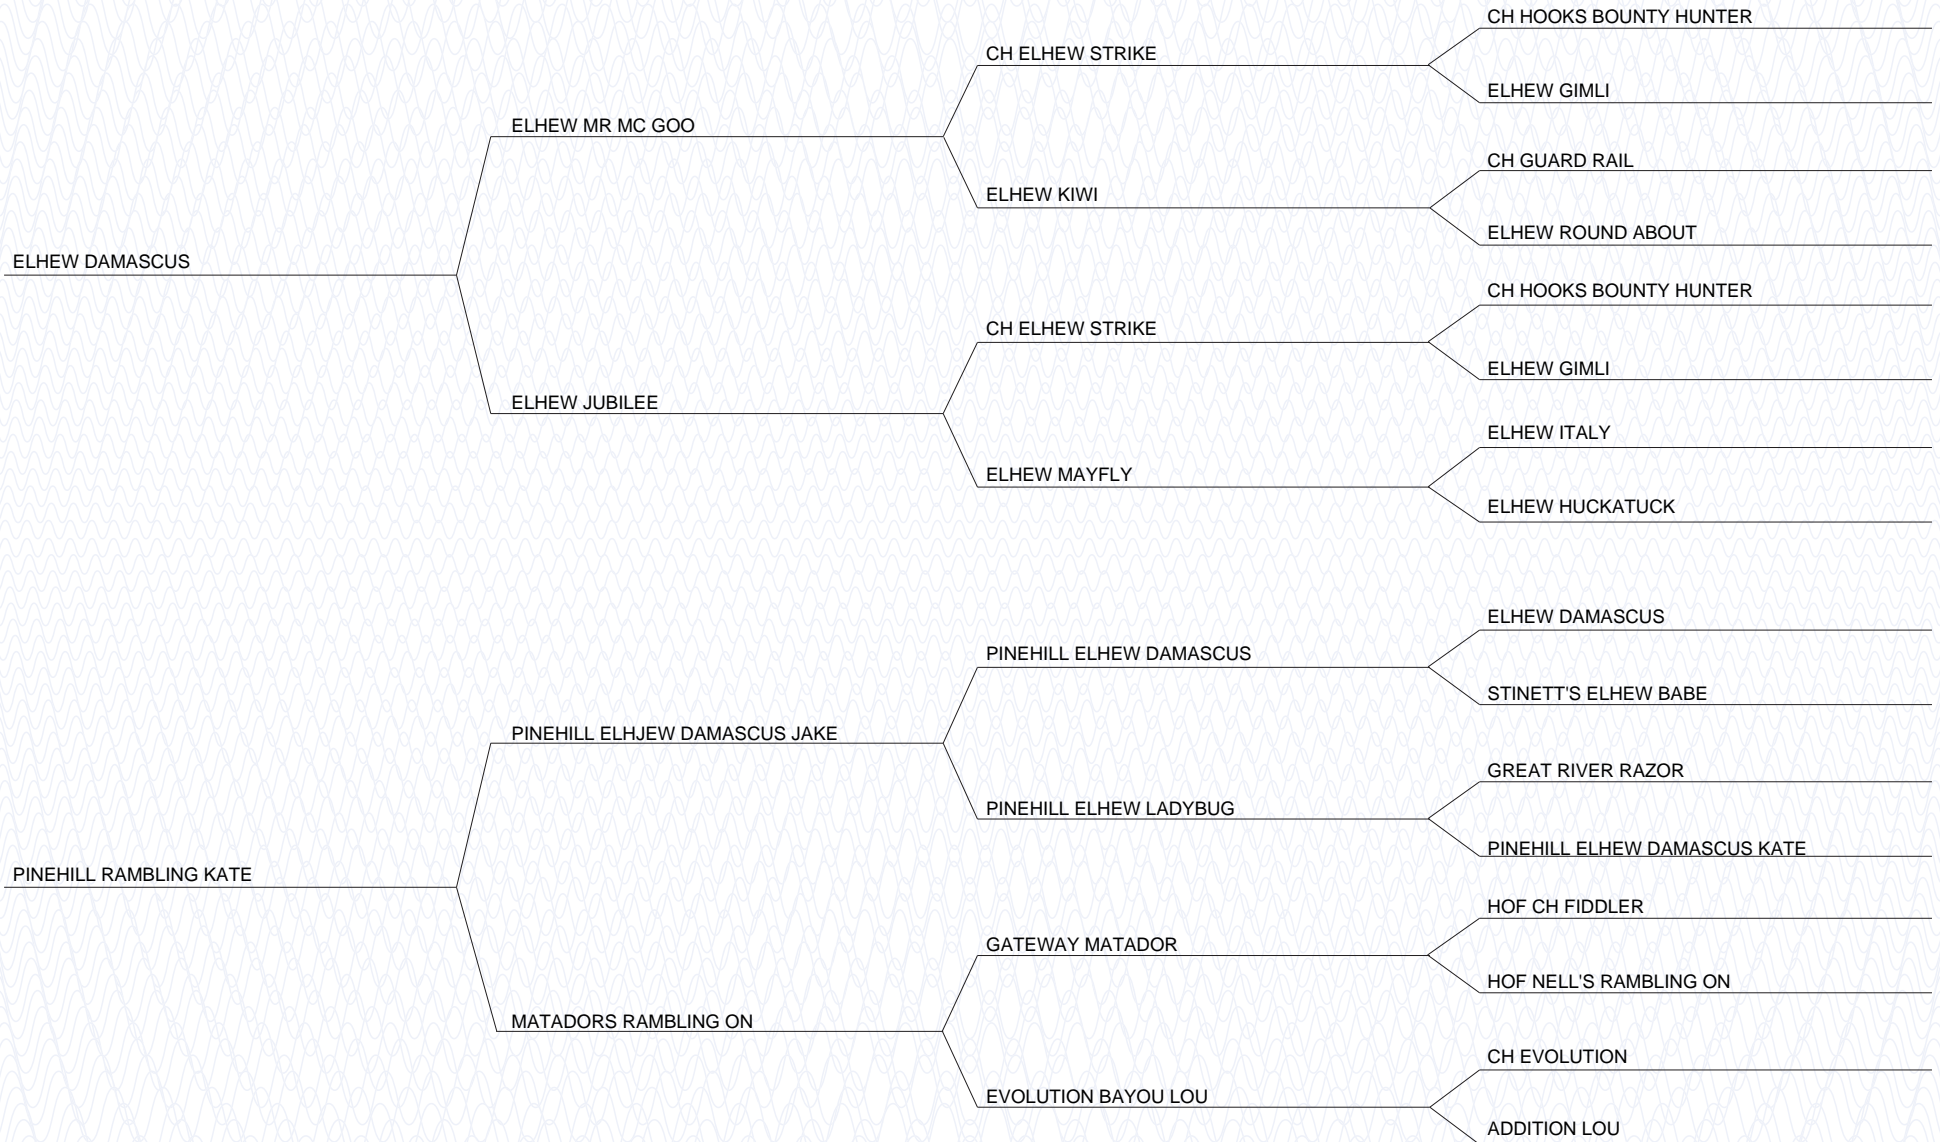 CH HOOKS BOUNTY HUNTER
CH ELHEW STRIKE
ELHEW GIMLI
ELHEW MR MC GOO
CH GUARD RAIL
ELHEW KIWI
ELHEW ROUND ABOUT
ELHEW DAMASCUS
CH HOOKS BOUNTY HUNTER
CH ELHEW STRIKE
ELHEW GIMLI
ELHEW JUBILEE
ELHEW ITALY
ELHEW MAYFLY
ELHEW HUCKATUCK
ELHEW DAMASCUS
PINEHILL ELHEW DAMASCUS
STINETT'S ELHEW BABE
PINEHILL ELHJEW DAMASCUS JAKE
GREAT RIVER RAZOR
PINEHILL ELHEW LADYBUG
PINEHILL ELHEW DAMASCUS KATE
PINEHILL RAMBLING KATE
HOF CH FIDDLER
GATEWAY MATADOR
HOF NELL'S RAMBLING ON
MATADORS RAMBLING ON
CH EVOLUTION
EVOLUTION BAYOU LOU
ADDITION LOU